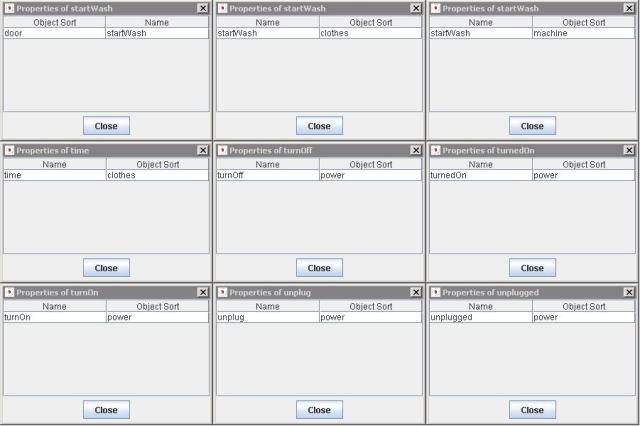 Properties of startWash
Object Sort Name
door startWash
Close
Properties of startWash
Name Object Sort
startWash clothes
Close
Properties of startWash
Name Object Sort
startWash machine
Close
Properties of time
Name Object Sort
time clothes
Close
Properties of turnOff
Name Object Sort
turnOff power
Close
Properties of turnedOn
Name Object Sort
turnedOn power
Close
Properties of turnOn
Name Object Sort
turnOn power
Close
Properties of unplug
Name Object Sort
unplug power
Close
Properties of unplugged
Name Object Sort
unplugged power
Close